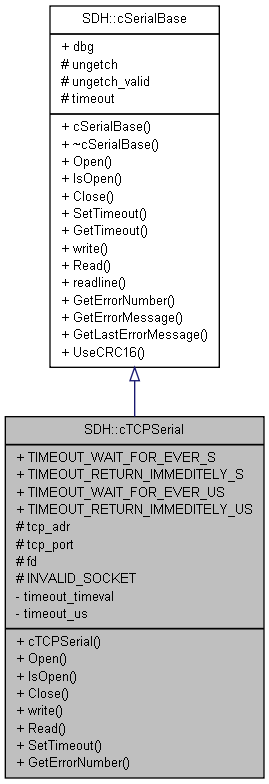 SDH::cSerialBase
+ dbg
# ungetch
# ungetch_valid
# timeout
+ cSerialBase()
+ ~cSerialBase()
+ Open()
+ IsOpen()
+ Close()
+ SetTimeout()
+ GetTimeout()
+ write()
+ Read()
+ readline()
+ GetErrorNumber()
+ GetErrorMessage()
+ GetLastErrorMessage()
+ UseCRC16()
SDH::cTCPSerial
+ TIMEOUT_WAIT_FOR_EVER_S
+ TIMEOUT_RETURN_IMMEDITELY_S
+ TIMEOUT_WAIT_FOR_EVER_US
+ TIMEOUT_RETURN_IMMEDITELY_US
# tcp_adr
# tcp_port
# fd
# INVALID_SOCKET
- timeout_timeval
- timeout_us
+ cTCPSerial()
+ Open()
+ IsOpen()
+ Close()
+ write()
+ Read()
+ SetTimeout()
+ GetErrorNumber()